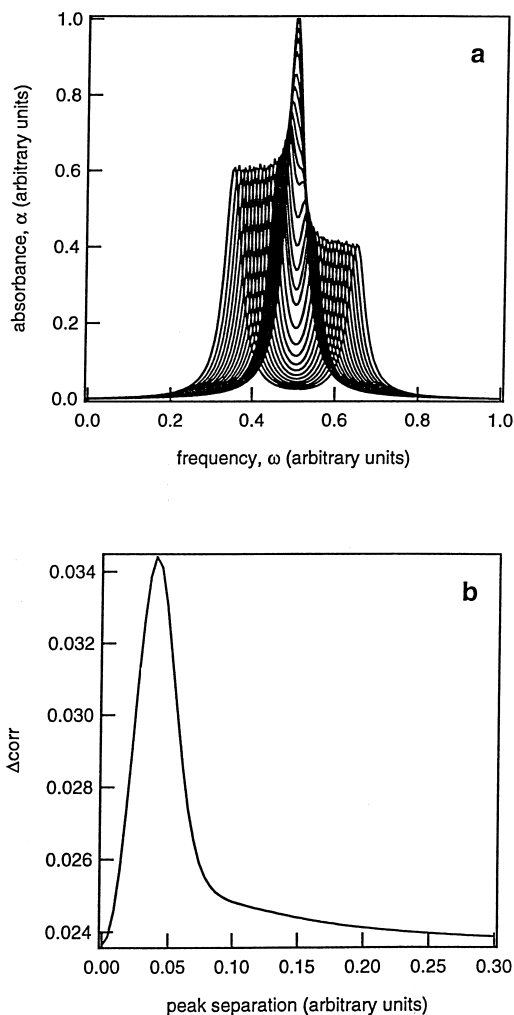 a
1.0
0.8
0.6
0.4
0.2
0.0
absorbance, α (arbitrary units)
0.0 0.2 0.4 0.6 0.8 1.0
frequency, ω (arbitrary units)
b
0.034
0.032
0.030
0.028
0.026
0.024
Δcorr
0.00 0.05 0.10 0.15 0.20 0.25 0.30
peak separation (arbitrary units)